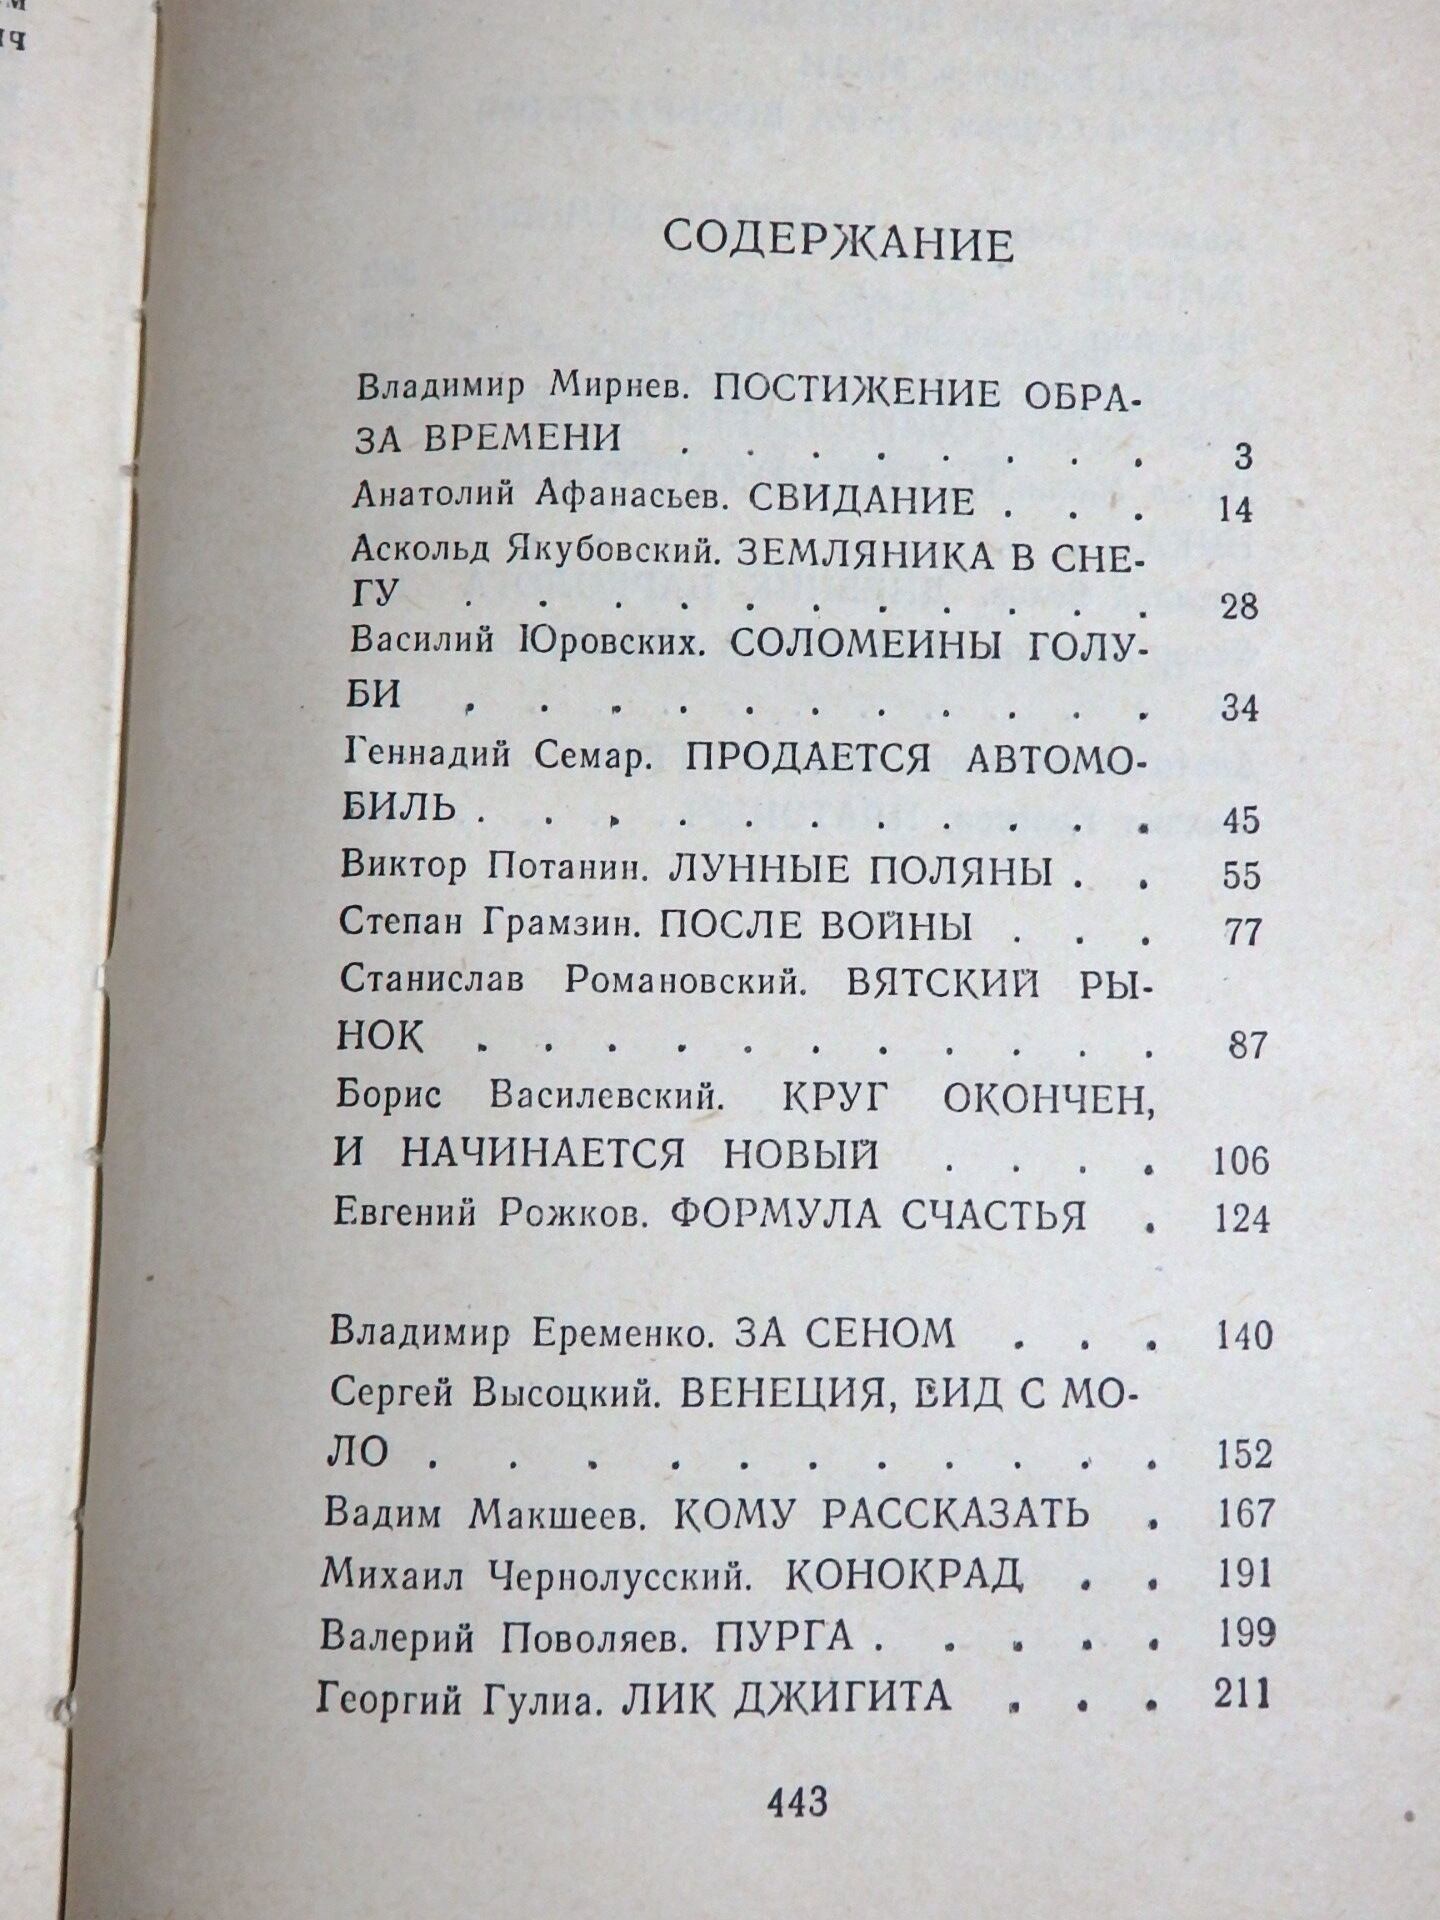 СОДЕРЖАНИЕ
Владимир Мирнев. ПОСТИЖЕНИЕ ОБРА-
ЗА ВРЕМЕНИ . . . . . . . . 3
Анатолий Афанасьев. СВИДАНИЕ . . . 14
Аскольд Якубовский. ЗЕМЛЯНИКА В СНЕ-
ГУ . . . . . . . . . . . 28
Василий Юровских. СОЛОМЕИНЫ ГОЛУ-
БИ . . . . . . . . . . . 34
Геннадий Семар. ПРОДАЕТСЯ АВТОМО-
БИЛЬ . . . . . . . . . . . 45
Виктор Потанин. ЛУННЫЕ ПОЛЯНЫ . . 55
Степан Грамзин. ПОСЛЕ ВОЙНЫ . . . 77
Станислав Романовский. ВЯТСКИЙ РЫ-
НОК . . . . . . . . . . . 87
Борис Василевский. КРУГ ОКОНЧЕН,
И НАЧИНАЕТСЯ НОВЫЙ . . . . 106
Евгений Рожков. ФОРМУЛА СЧАСТЬЯ . 124
Владимир Еременко. ЗА СЕНОМ . . . 140
Сергей Высоцкий. ВЕНЕЦИЯ, ВИД С МО-
ЛО . . . . . . . . . . . 152
Вадим Макшеев. КОМУ РАССКАЗАТЬ . 167
Михаил Чернолусский. КОНОКРАД . . 191
Валерий Поволяев. ПУРГА . . . . . 199
Георгий Гулиа. ЛИК ДЖИГИТА . . . 211
443